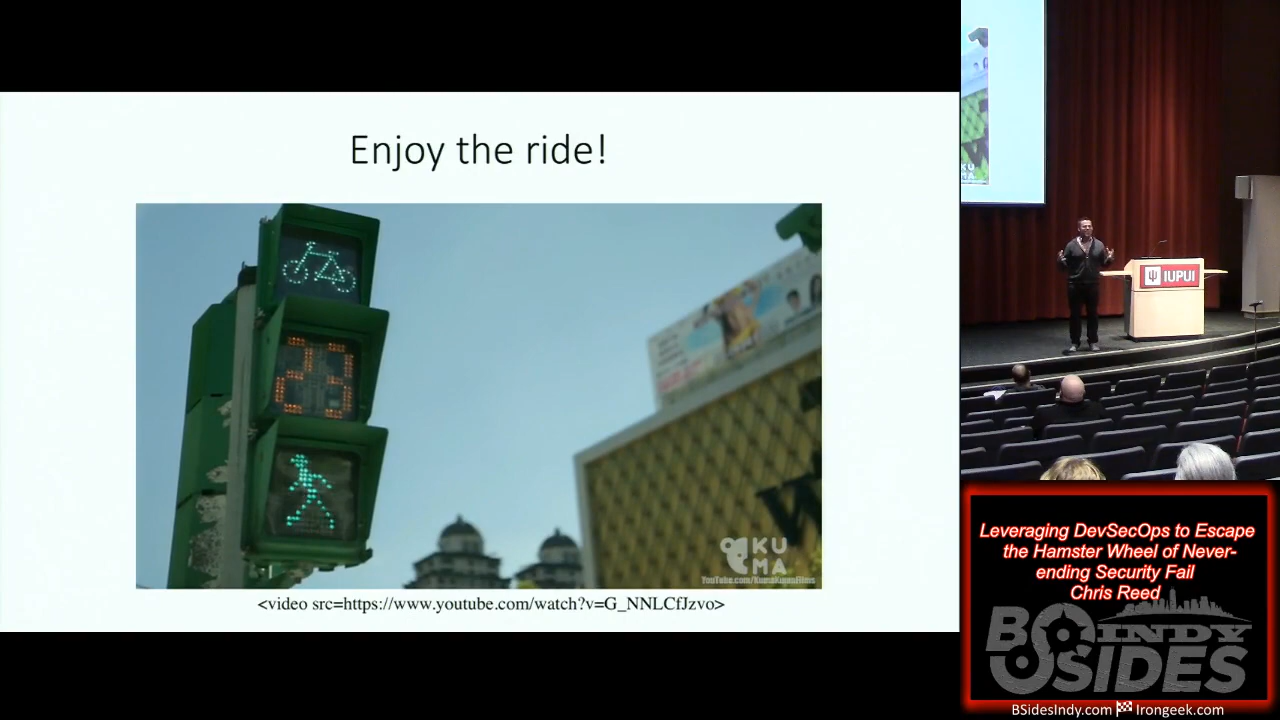 Enjoy the ride!
23
KU
MA
YouTube.com/KumaKumaFilms
<video src=https://www.youtube.com/watch?v=G_NNLCfJzvo>
KU
MA
IUPUI
Leveraging DevSecOps to Escape
the Hamster Wheel of Never-
ending Security Fail
Chris Reed
BSIDES INDY
BSidesIndy.com Irongeek.com